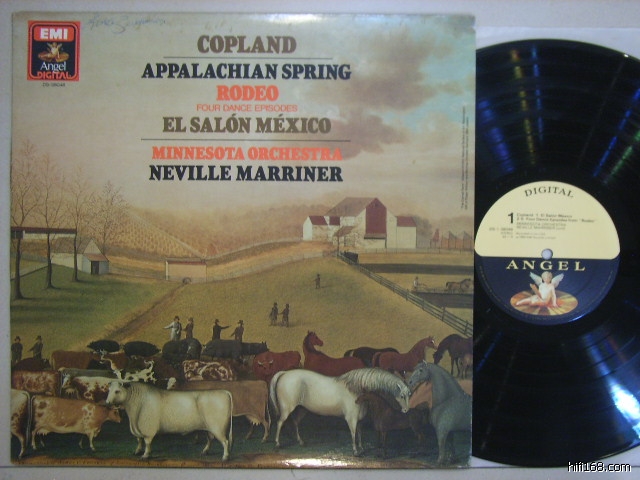 EMI
Angel
DIGITAL
COPLAND
APPALACHIAN SPRING
RODEO
FOUR DANCE EPISODES
EL SALÓN MÉXICO
MINNESOTA ORCHESTRA
NEVILLE MARRINER
DIGITAL
1
ANGEL
hifi168.com